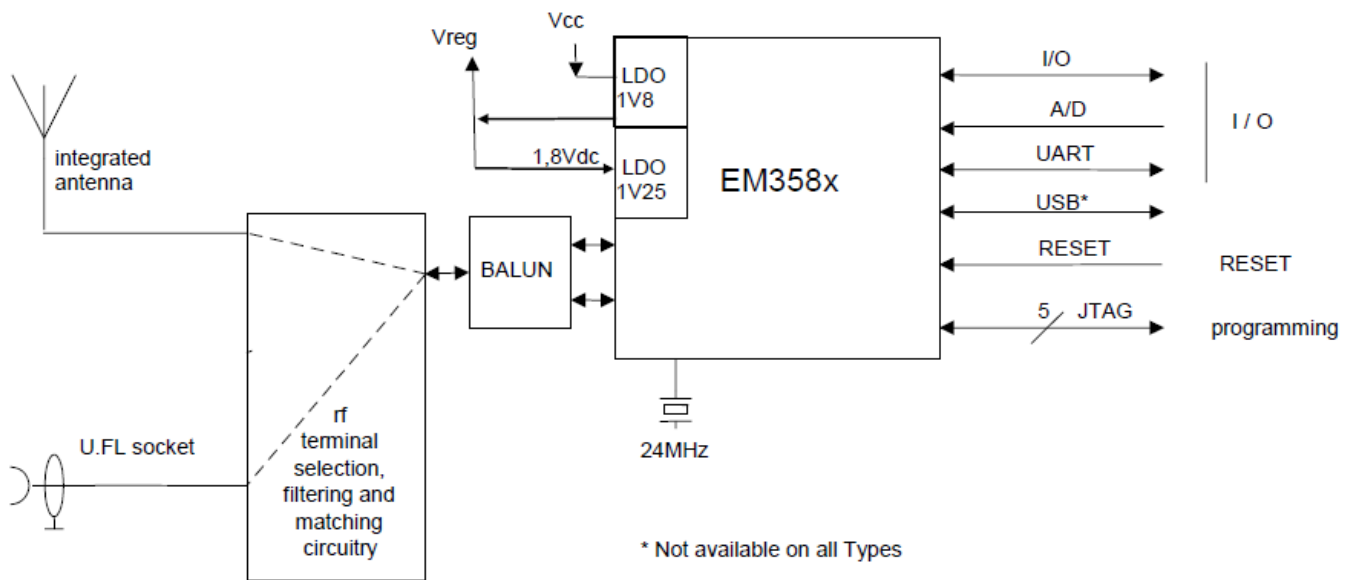 Vcc
Vreg
LDO
1V8
I/O
A/D
I / O
integrated
antenna
1,8Vdc
LDO
1V25
EM358x
UART
USB*
BALUN
RESET
RESET
5 JTAG
programming
rf
terminal
selection,
filtering and
matching
circuitry
U.FL socket
24MHz
* Not available on all Types